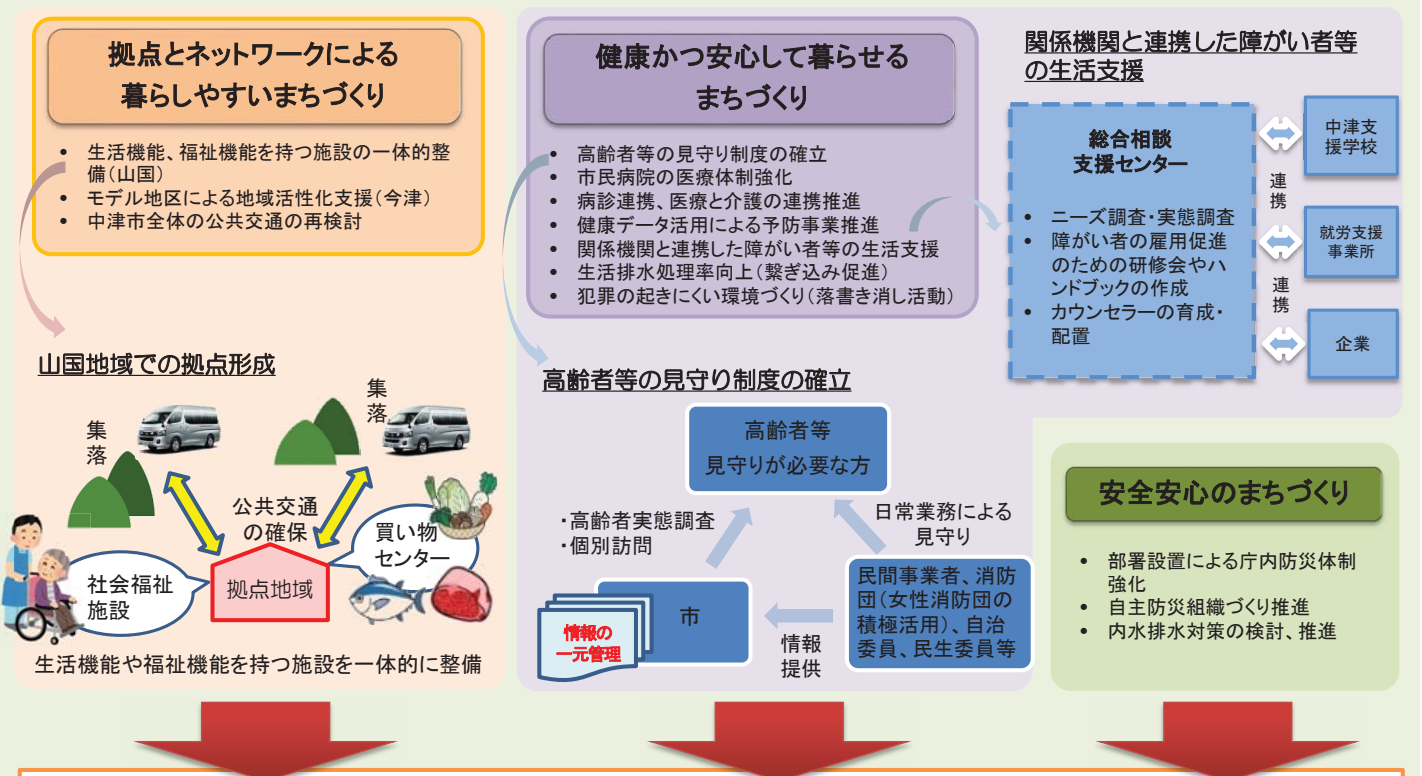 拠点とネットワークによる
暮らしやすいまちづくり
• 生活機能、福祉機能を持つ施設の一体的整
備(山国)
• モデル地区による地域活性化支援(今津)
• 中津市全体の公共交通の再検討
山国地域での拠点形成
集
落
集
落
公共交通
の確保
買い物
センター
社会福祉
施設
拠点地域
生活機能や福祉機能を持つ施設を一体的に整備
健康かつ安心して暮らせる
まちづくり
• 高齢者等の見守り制度の確立
• 市民病院の医療体制強化
• 病診連携、医療と介護の連携推進
• 健康データ活用による予防事業推進
• 関係機関と連携した障がい者等の生活支援
• 生活排水処理率向上(繋ぎ込み促進)
• 犯罪の起きにくい環境づくり(落書き消し活動)
高齢者等の見守り制度の確立
高齢者等
見守りが必要な方
・高齢者実態調査
・個別訪問
日常業務による
見守り
市
情報の
一元管理
情報
提供
民間事業者、消防
団(女性消防団の
積極活用)、自治
委員、民生委員等
関係機関と連携した障がい者等
の生活支援
総合相談
支援センター
• ニーズ調査・実態調査
• 障がい者の雇用促進
のための研修会やハ
ンドブックの作成
• カウンセラーの育成・
配置
連
携
連
携
中津支
援学校
就労支援
事業所
企業
安全安心のまちづくり
• 部署設置による庁内防災体制
強化
• 自主防災組織づくり推進
• 内水排水対策の検討、推進